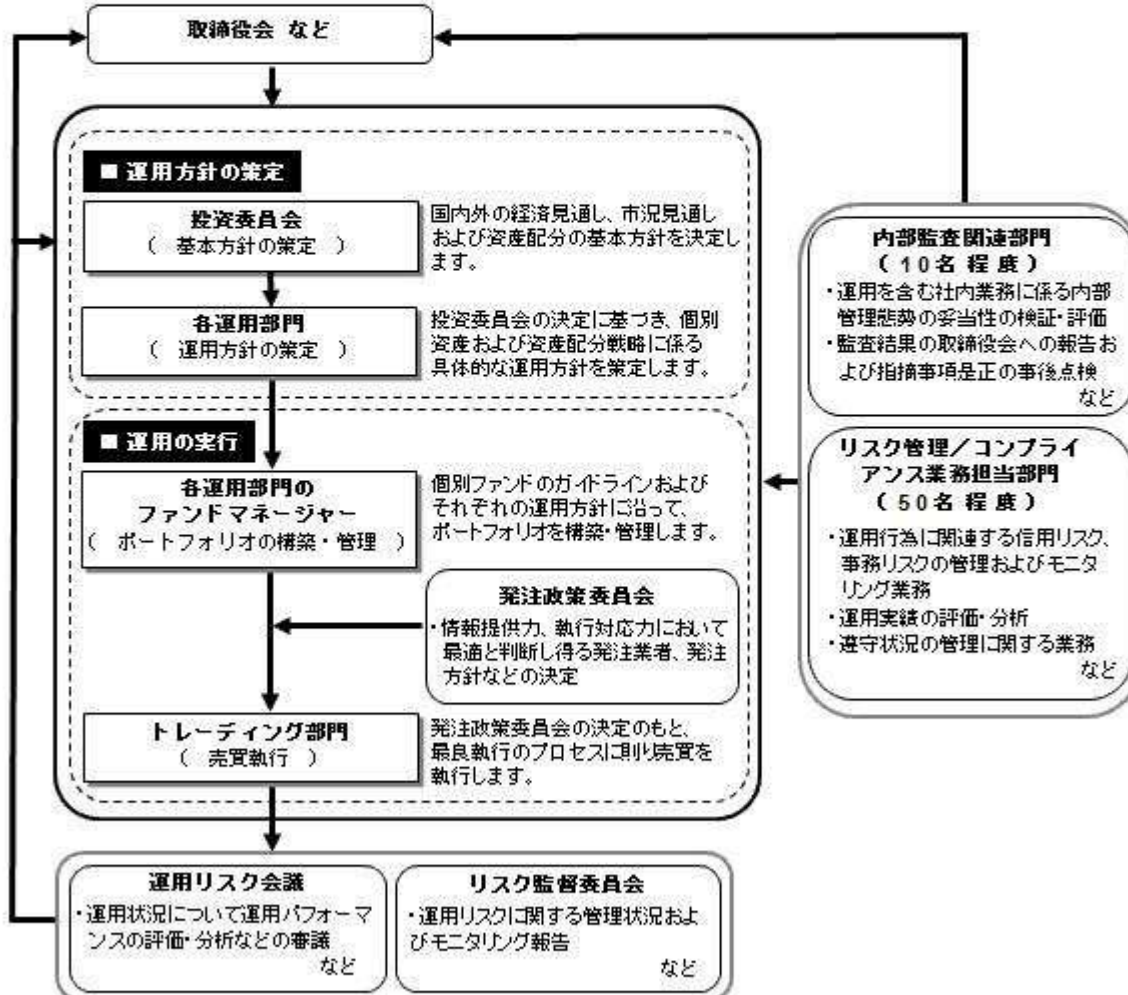 取締役会 など
■ 運用方針の策定
投資委員会
( 基本方針の策定 )
国内外の経済見通し、市況見通し
および資産配分の基本方針を決定し
ます。
各運用部門
( 運用方針の策定 )
投資委員会の決定に基づき、個別
資産および資産配分戦略に係る
具体的な運用方針を策定します。
■ 運用の実行
各運用部門の
ファンドマネージャー
( ポートフォリオの構築・管理 )
個別ファンドのガイドラインおよび
それぞれの運用方針に沿って、
ポートフォリオを構築・管理します。
発注政策委員会
・情報提供力、執行対応力において
最適と判断し得る発注業者、発注
方針などの決定
トレーディング部門
( 売買執行 )
発注政策委員会の決定のもと、
最良執行のプロセスに則り売買を
執行します。
内部監査関連部門
( 10名 程 度 )
・運用を含む社内業務に係る内部
管理態勢の妥当性の検証・評価
・監査結果の取締役会への報告お
よび指摘事項是正の事後点検
など
リスク管理/コンプライ
アンス業務担当部門
( 50名 程 度 )
・運用行為に関連する信用リスク、
事務リスクの管理およびモニタ
リング業務
・運用実績の評価・分析
・遵守状況の管理に関する業務
など
運用リスク会議
・運用状況について運用パフォーマ
ンスの評価・分析などの審議
など
リスク監督委員会
・運用リスクに関する管理状況およ
びモニタリング報告
など